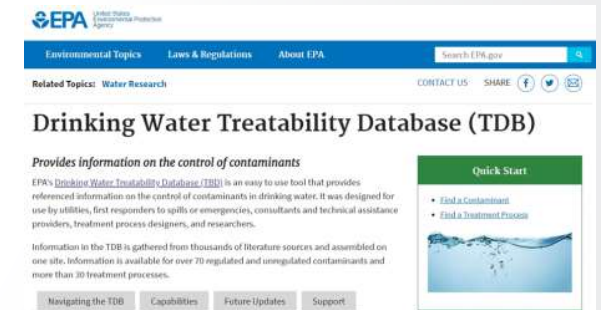 EPA United States Environmental Protection Agency
Environmental Topics Laws & Regulations About EPA Search EPA.gov
Related Topics: Water Research CONTACT US SHARE
Drinking Water Treatability Database (TDB)
Provides information on the control of contaminants
EPA's Drinking Water Treatability Database (TBD) is an easy to use tool that provides
referenced information on the control of contaminants in drinking water. It was designed for
use by utilities, first responders to spills or emergencies, consultants and technical assistance
providers, treatment process designers, and researchers.
Information in the TDB is gathered from thousands of literature sources and assembled on
one site. Information is available for over 70 regulated and unregulated contaminants and
more than 30 treatment processes.
Navigating the TDB Capabilities Future Updates Support
Quick Start
Find a Contaminant
Find a Treatment Process